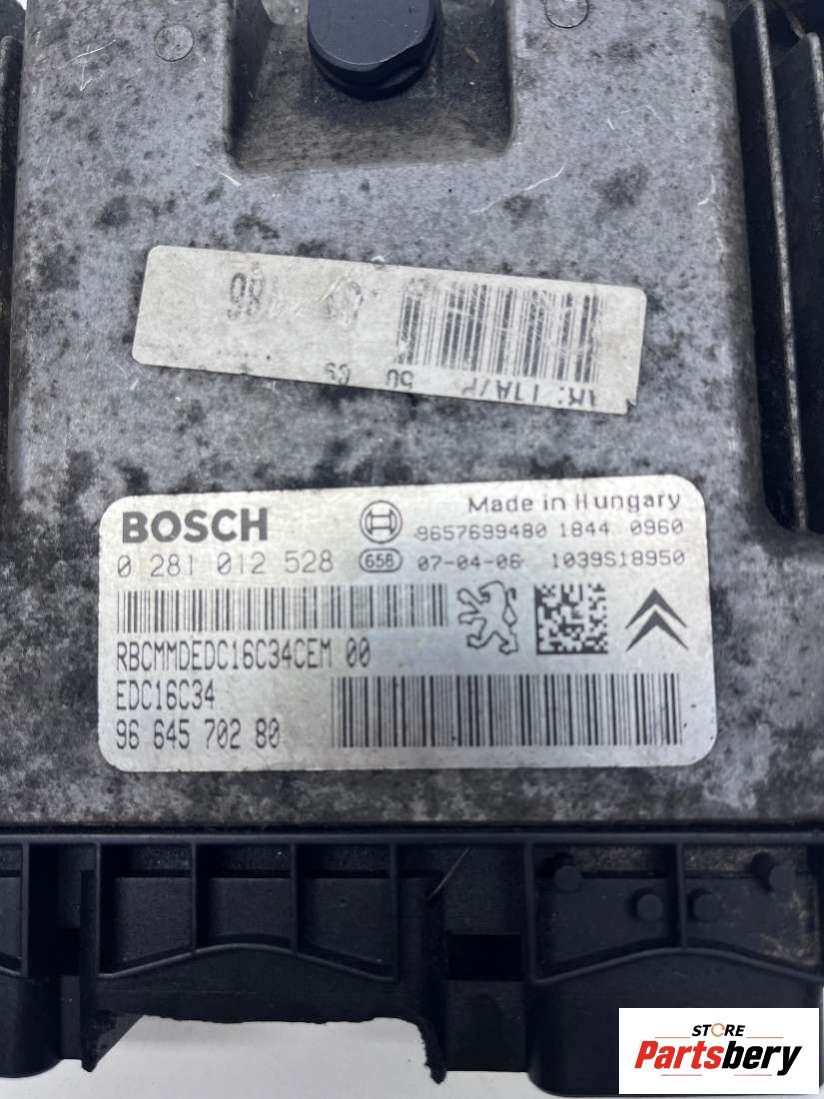 BOSCH
Made in Hungary
9657699480 1844 0960
0 281 012 528
656 07-04-06 1039S18950
RBCMMDEDC16C34CEM 00
EDC16C34
96 645 702 80
STORE
Partsbery